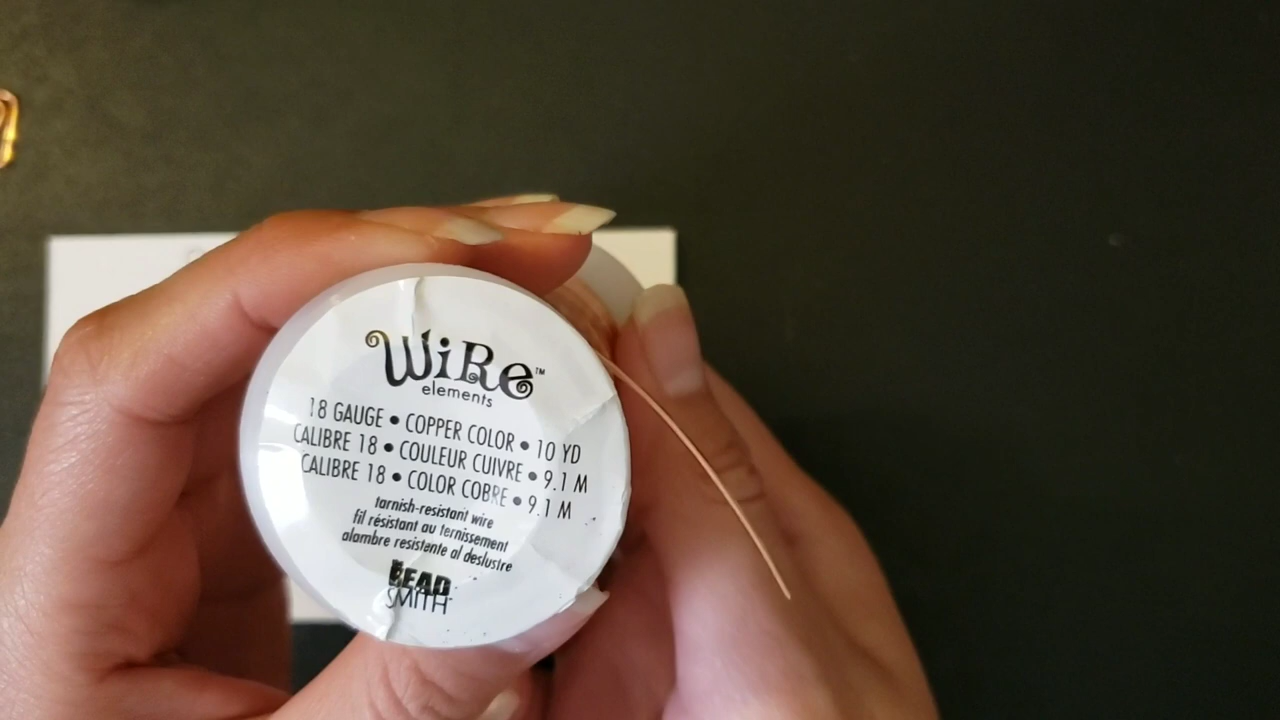 WiRe™
elements
18 GAUGE • COPPER COLOR • 10 YD
CALIBRE 18 • COULEUR CUIVRE • 9.1 M
CALIBRE 18 • COLOR COBRE • 9.1 M
tarnish-resistant wire
fil résistant au ternissement
alambre resistente al deslustre
BEAD
SMITH